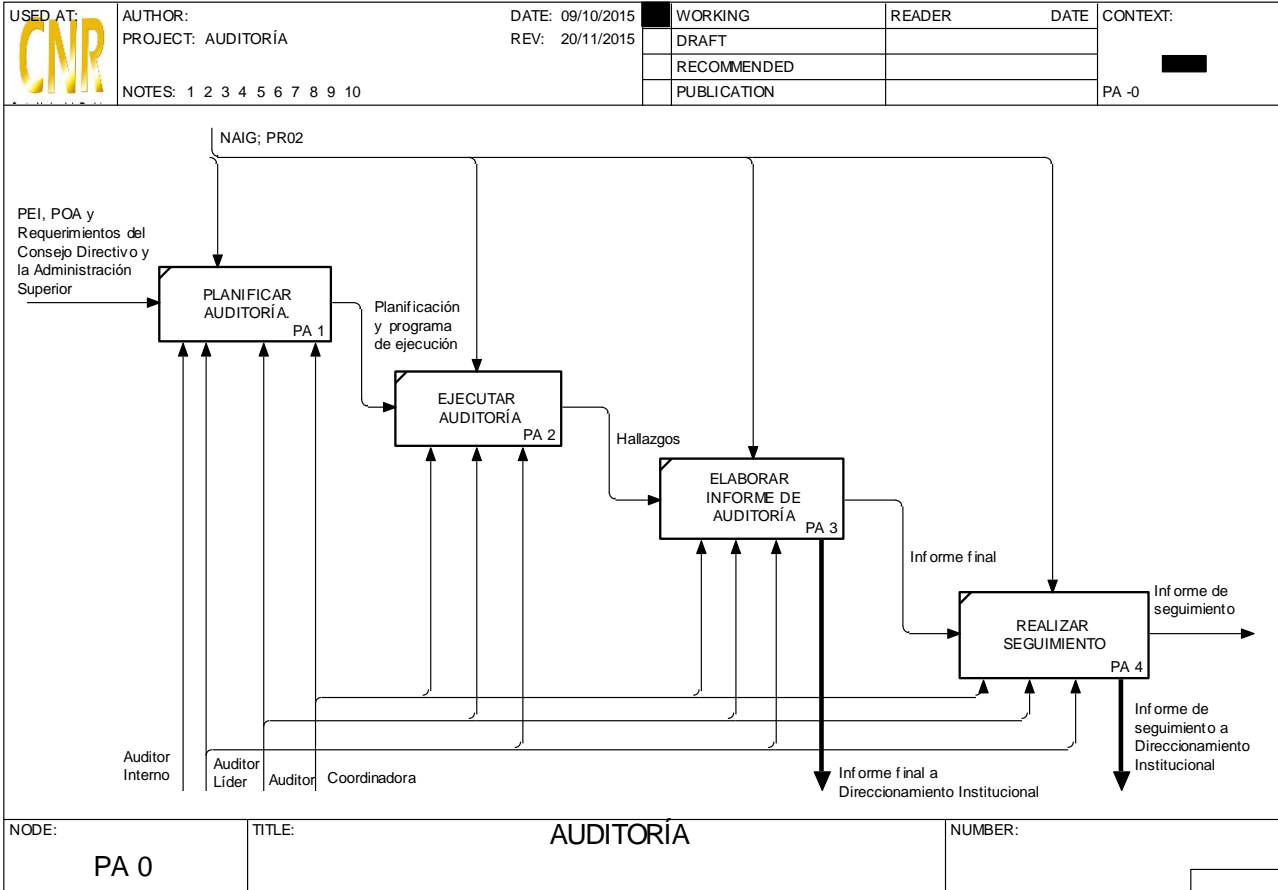 USED AT:
CNR
AUTHOR:
DATE: 09/10/2015
PROJECT: AUDITORÍA
REV: 20/11/2015
NOTES: 1 2 3 4 5 6 7 8 9 10
WORKING
DRAFT
RECOMMENDED
PUBLICATION
READER
DATE
CONTEXT:
PA -0
NAIG; PR02
PEI, POA y
Requerimientos del
Consejo Directivo y
la Administración
Superior
PLANIFICAR
AUDITORÍA.
PA 1
Planificación
y programa
de ejecución
EJECUTAR
AUDITORÍA
PA 2
Hallazgos
ELABORAR
INFORME DE
AUDITORÍA
PA 3
Informe final
REALIZAR
SEGUIMIENTO
PA 4
Informe de
seguimiento
Informe de
seguimiento a
Direccionamiento
Institucional
Informe final a
Direccionamiento Institucional
Auditor
Interno
Auditor
Líder
Auditor
Coordinadora
NODE:
PA 0
TITLE:
AUDITORÍA
NUMBER: